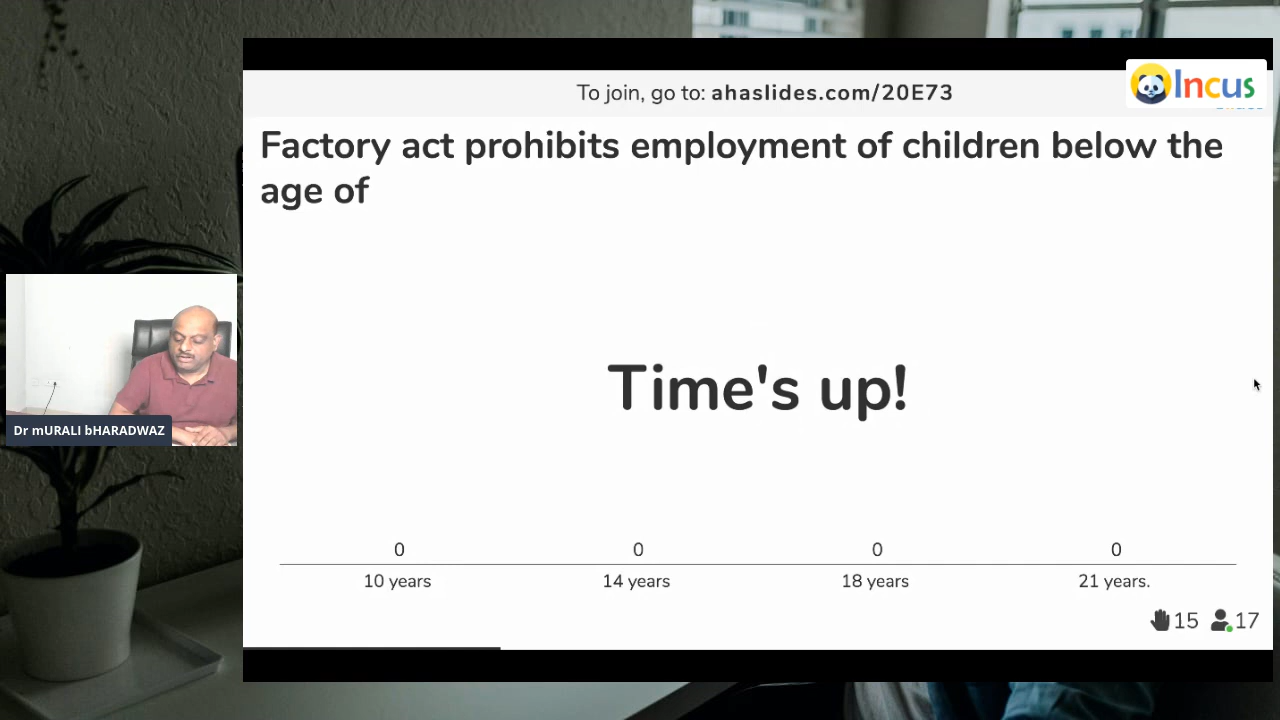 To join, go to: ahaslides.com/20E73
Incus
Factory act prohibits employment of children below the
age of
Time's up!
Dr mURALI bHARADWAZ
0 0 0 0
10 years 14 years 18 years 21 years.
15 17